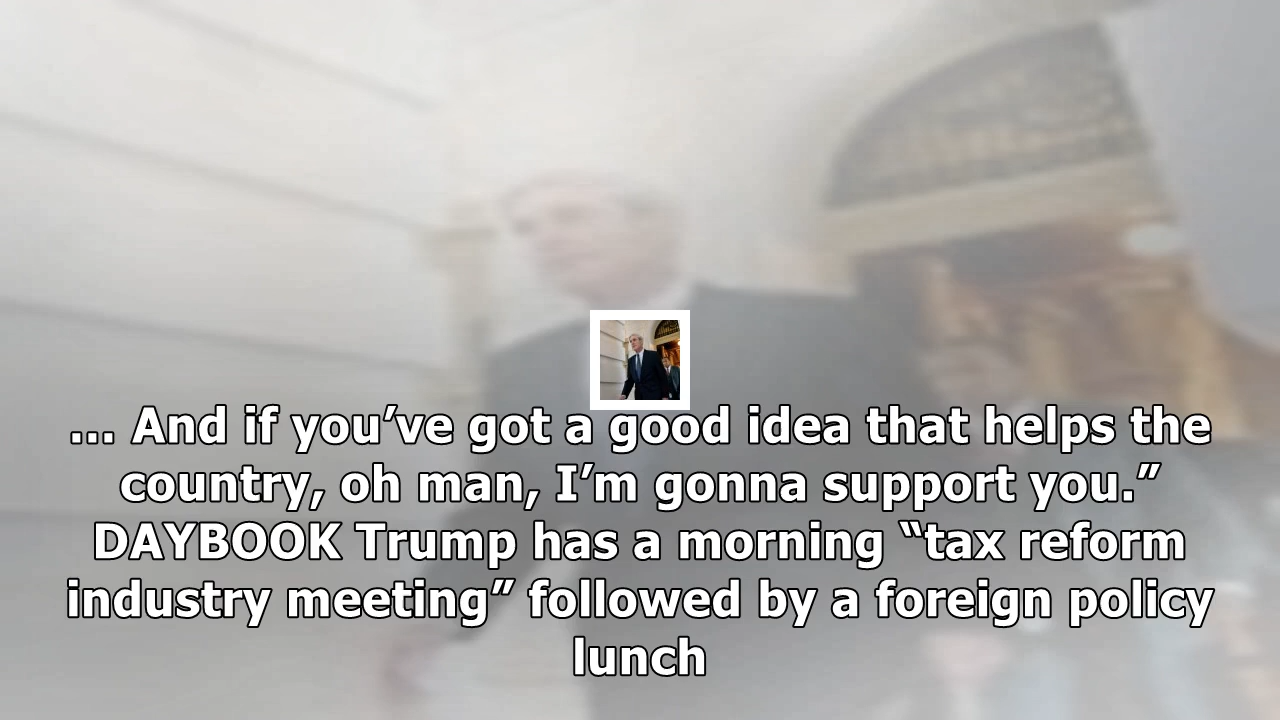 ... And if you’ve got a good idea that helps the
country, oh man, I’m gonna support you.”
DAYBOOK Trump has a morning “tax reform
industry meeting” followed by a foreign policy
lunch